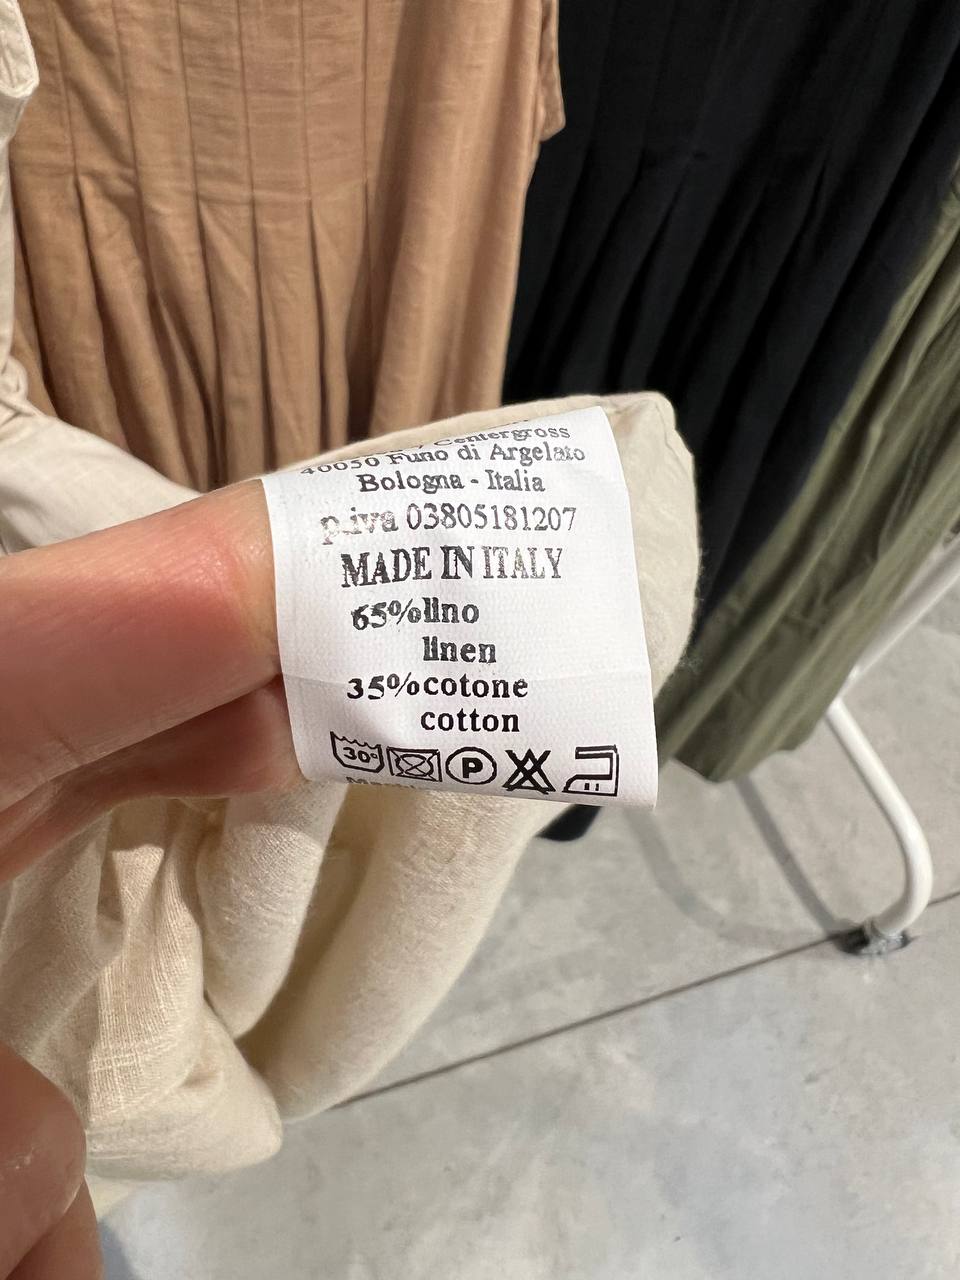 Centergross
40050 Funo di Argelato
Bologna - Italia
p.iva 03805181207
MADE IN ITALY
65%lino
linen
35%cotone
cotton
30°
P